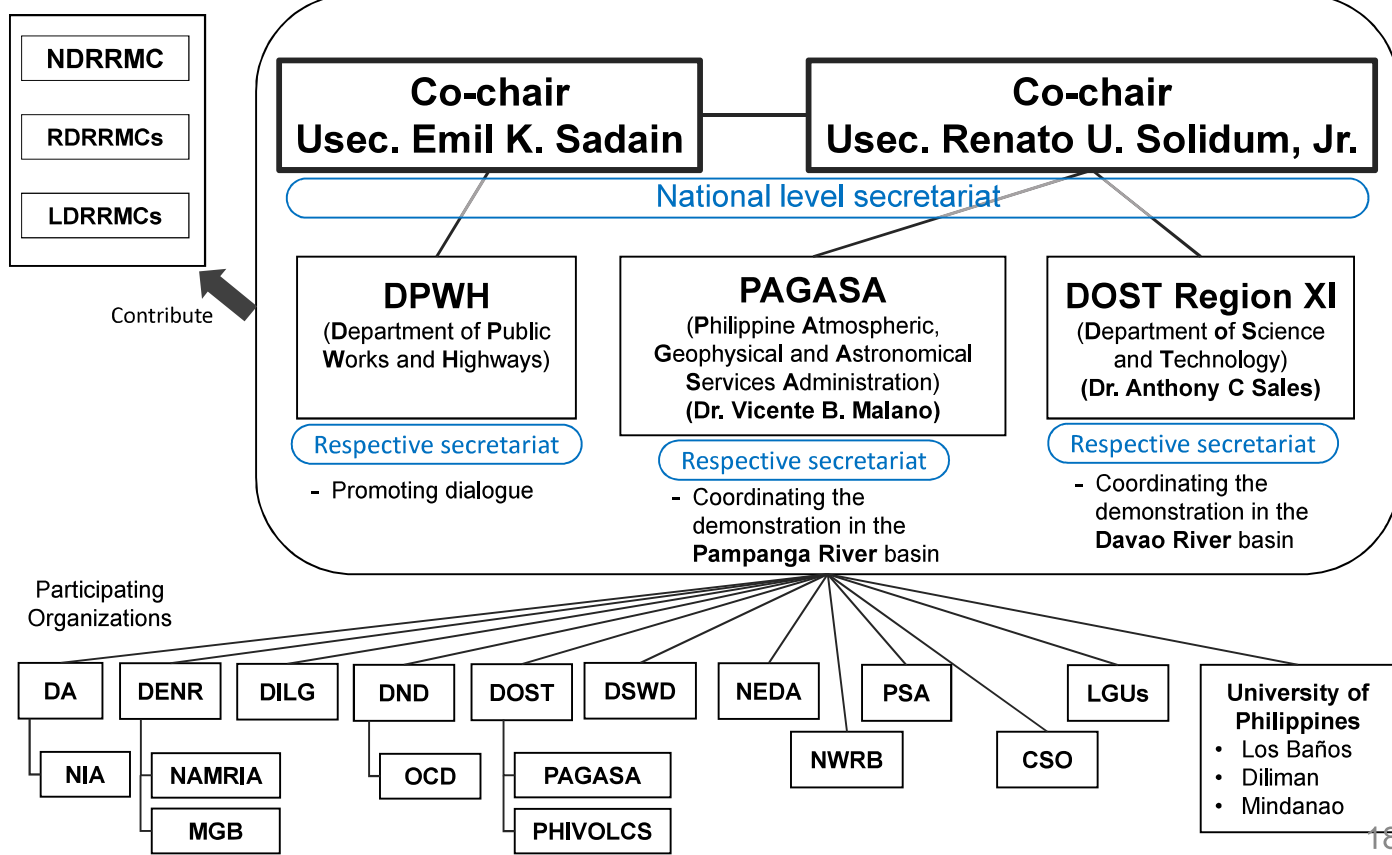 NDRRMC
RDRRMCs
LDRRMCs
Contribute
Co-chair
Usec. Emil K. Sadain
Co-chair
Usec. Renato U. Solidum, Jr.
National level secretariat
DPWH
(Department of Public
Works and Highways)
Respective secretariat
- Promoting dialogue
PAGASA
(Philippine Atmospheric,
Geophysical and Astronomical
Services Administration)
(Dr. Vicente B. Malano)
Respective secretariat
- Coordinating the
demonstration in the
Pampanga River basin
DOST Region XI
(Department of Science
and Technology)
(Dr. Anthony C Sales)
Respective secretariat
- Coordinating the
demonstration in the
Davao River basin
Participating
Organizations
DA
NIA
DENR
NAMRIA
MGB
DILG
DND
OCD
DOST
PAGASA
PHIVOLCS
DSWD
NEDA
NWRB
PSA
CSO
LGUs
University of
Philippines
• Los Baños
• Diliman
• Mindanao
18